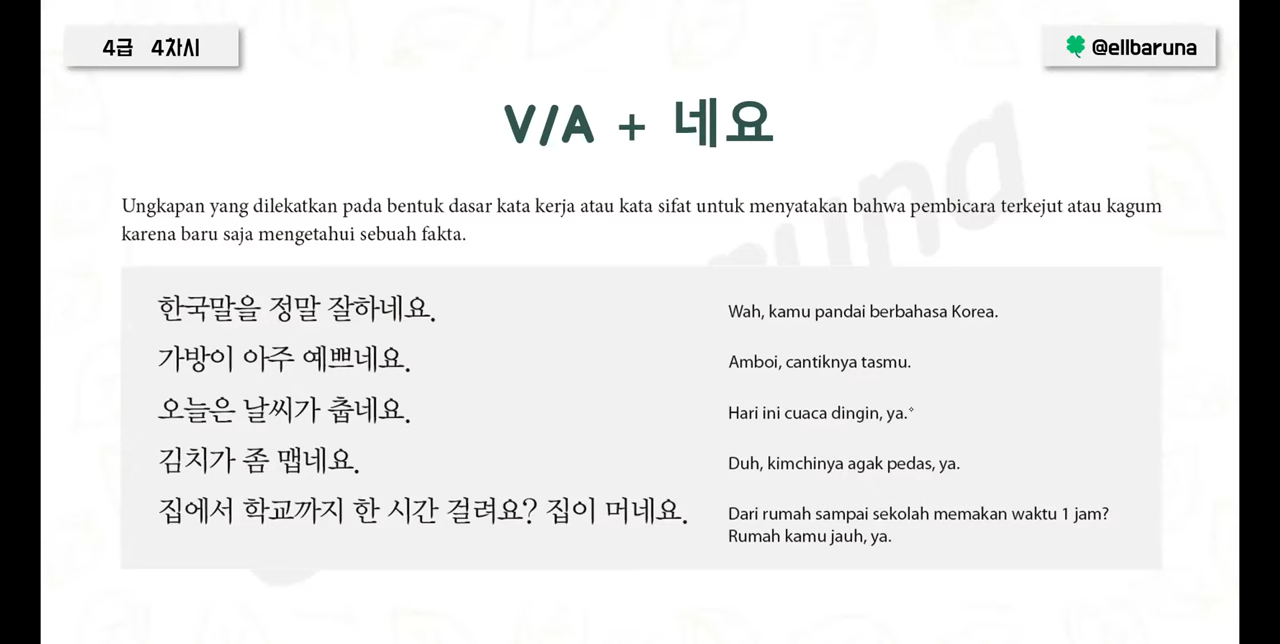 4급 4차시
@ellbaruna
V/A + 네요
Ungkapan yang dilekatkan pada bentuk dasar kata kerja atau kata sifat untuk menyatakan bahwa pembicara terkejut atau kagum
karena baru saja mengetahui sebuah fakta.
한국말을 정말 잘하네요.
Wah, kamu pandai berbahasa Korea.
가방이 아주 예쁘네요.
Amboi, cantiknya tasmu.
오늘은 날씨가 춥네요.
Hari ini cuaca dingin, ya.
김치가 좀 맵네요.
Duh, kimchinya agak pedas, ya.
집에서 학교까지 한 시간 걸려요? 집이 머네요.
Dari rumah sampai sekolah memakan waktu 1 jam?
Rumah kamu jauh, ya.